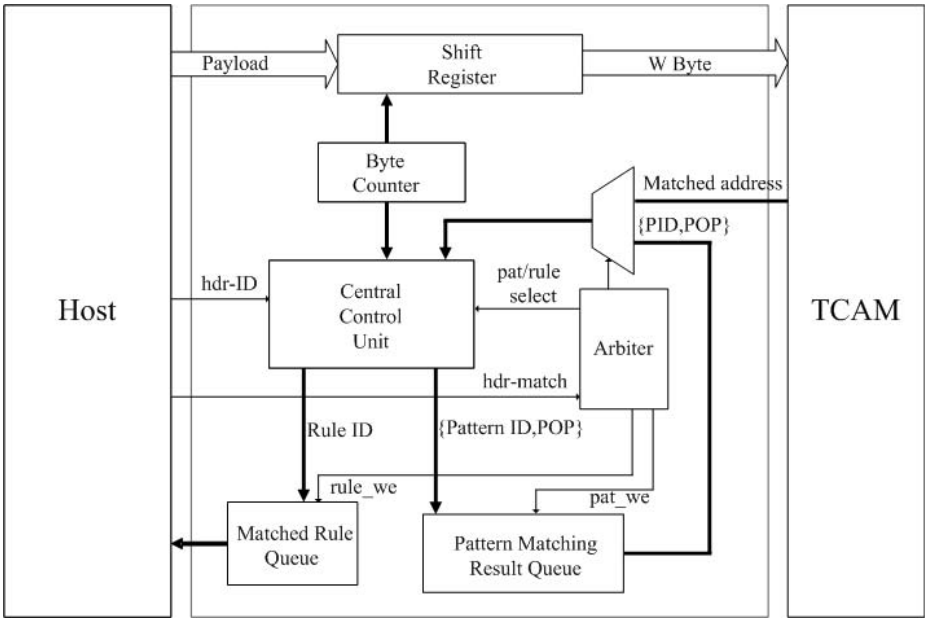 Payload
Shift
Register
W Byte
Byte
Counter
Matched address
{PID,POP}
hdr-ID
Central
Control
Unit
pat/rule
select
Host
Arbiter
TCAM
hdr-match
Rule ID
{Pattern ID,POP}
rule_we
pat_we
Matched Rule
Queue
Pattern Matching
Result Queue